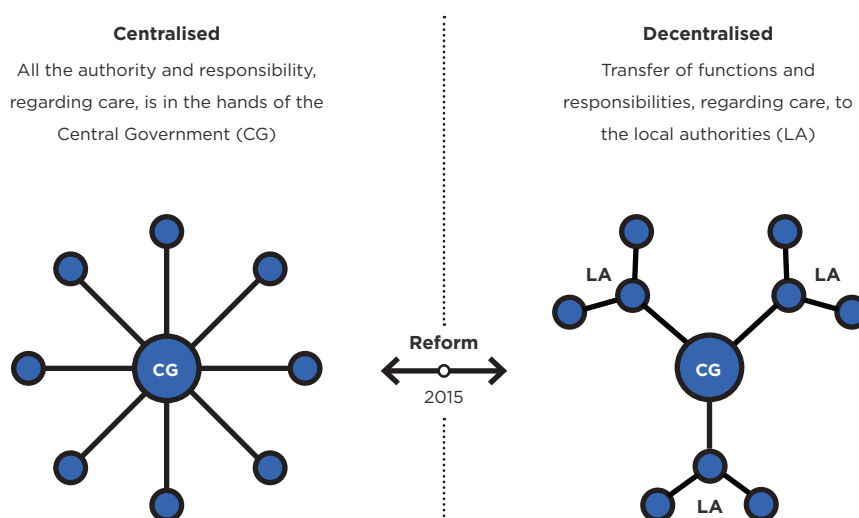 Centralised
All the authority and responsibility,
regarding care, is in the hands of the
Central Government (CG)
Decentralised
Transfer of functions and
responsibilities, regarding care, to
the local authorities (LA)
CG
Reform
2015
LA
LA
CG
LA